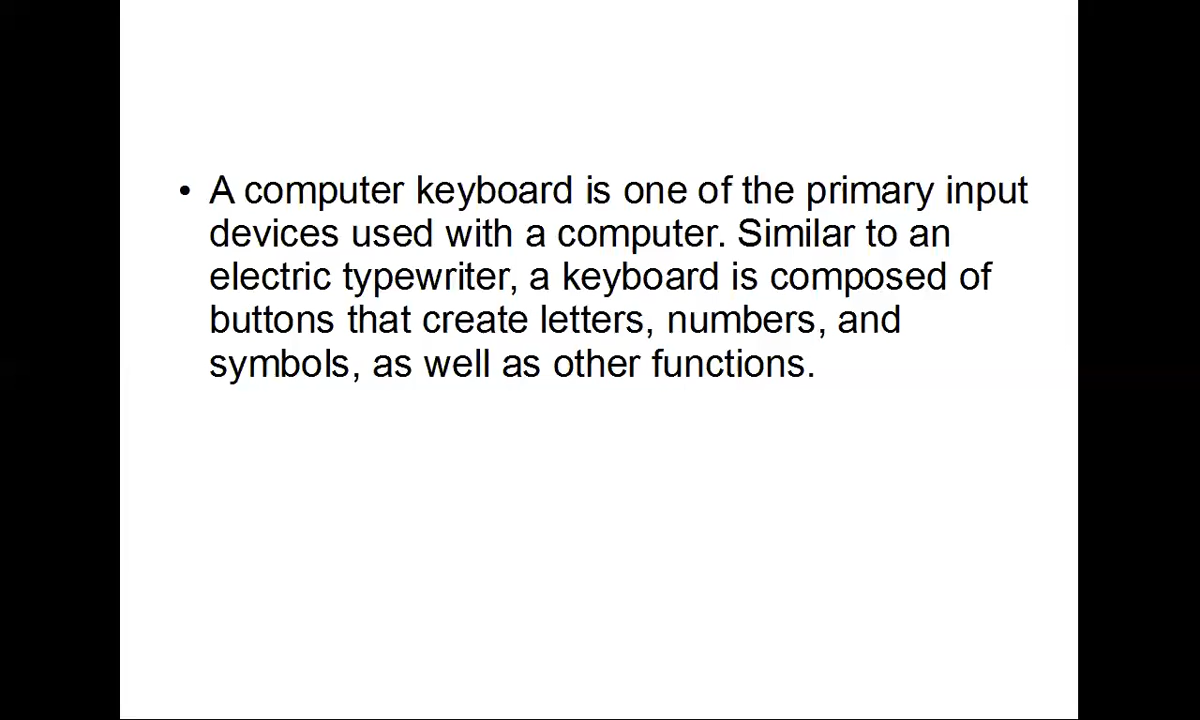 • A computer keyboard is one of the primary input
devices used with a computer. Similar to an
electric typewriter, a keyboard is composed of
buttons that create letters, numbers, and
symbols, as well as other functions.